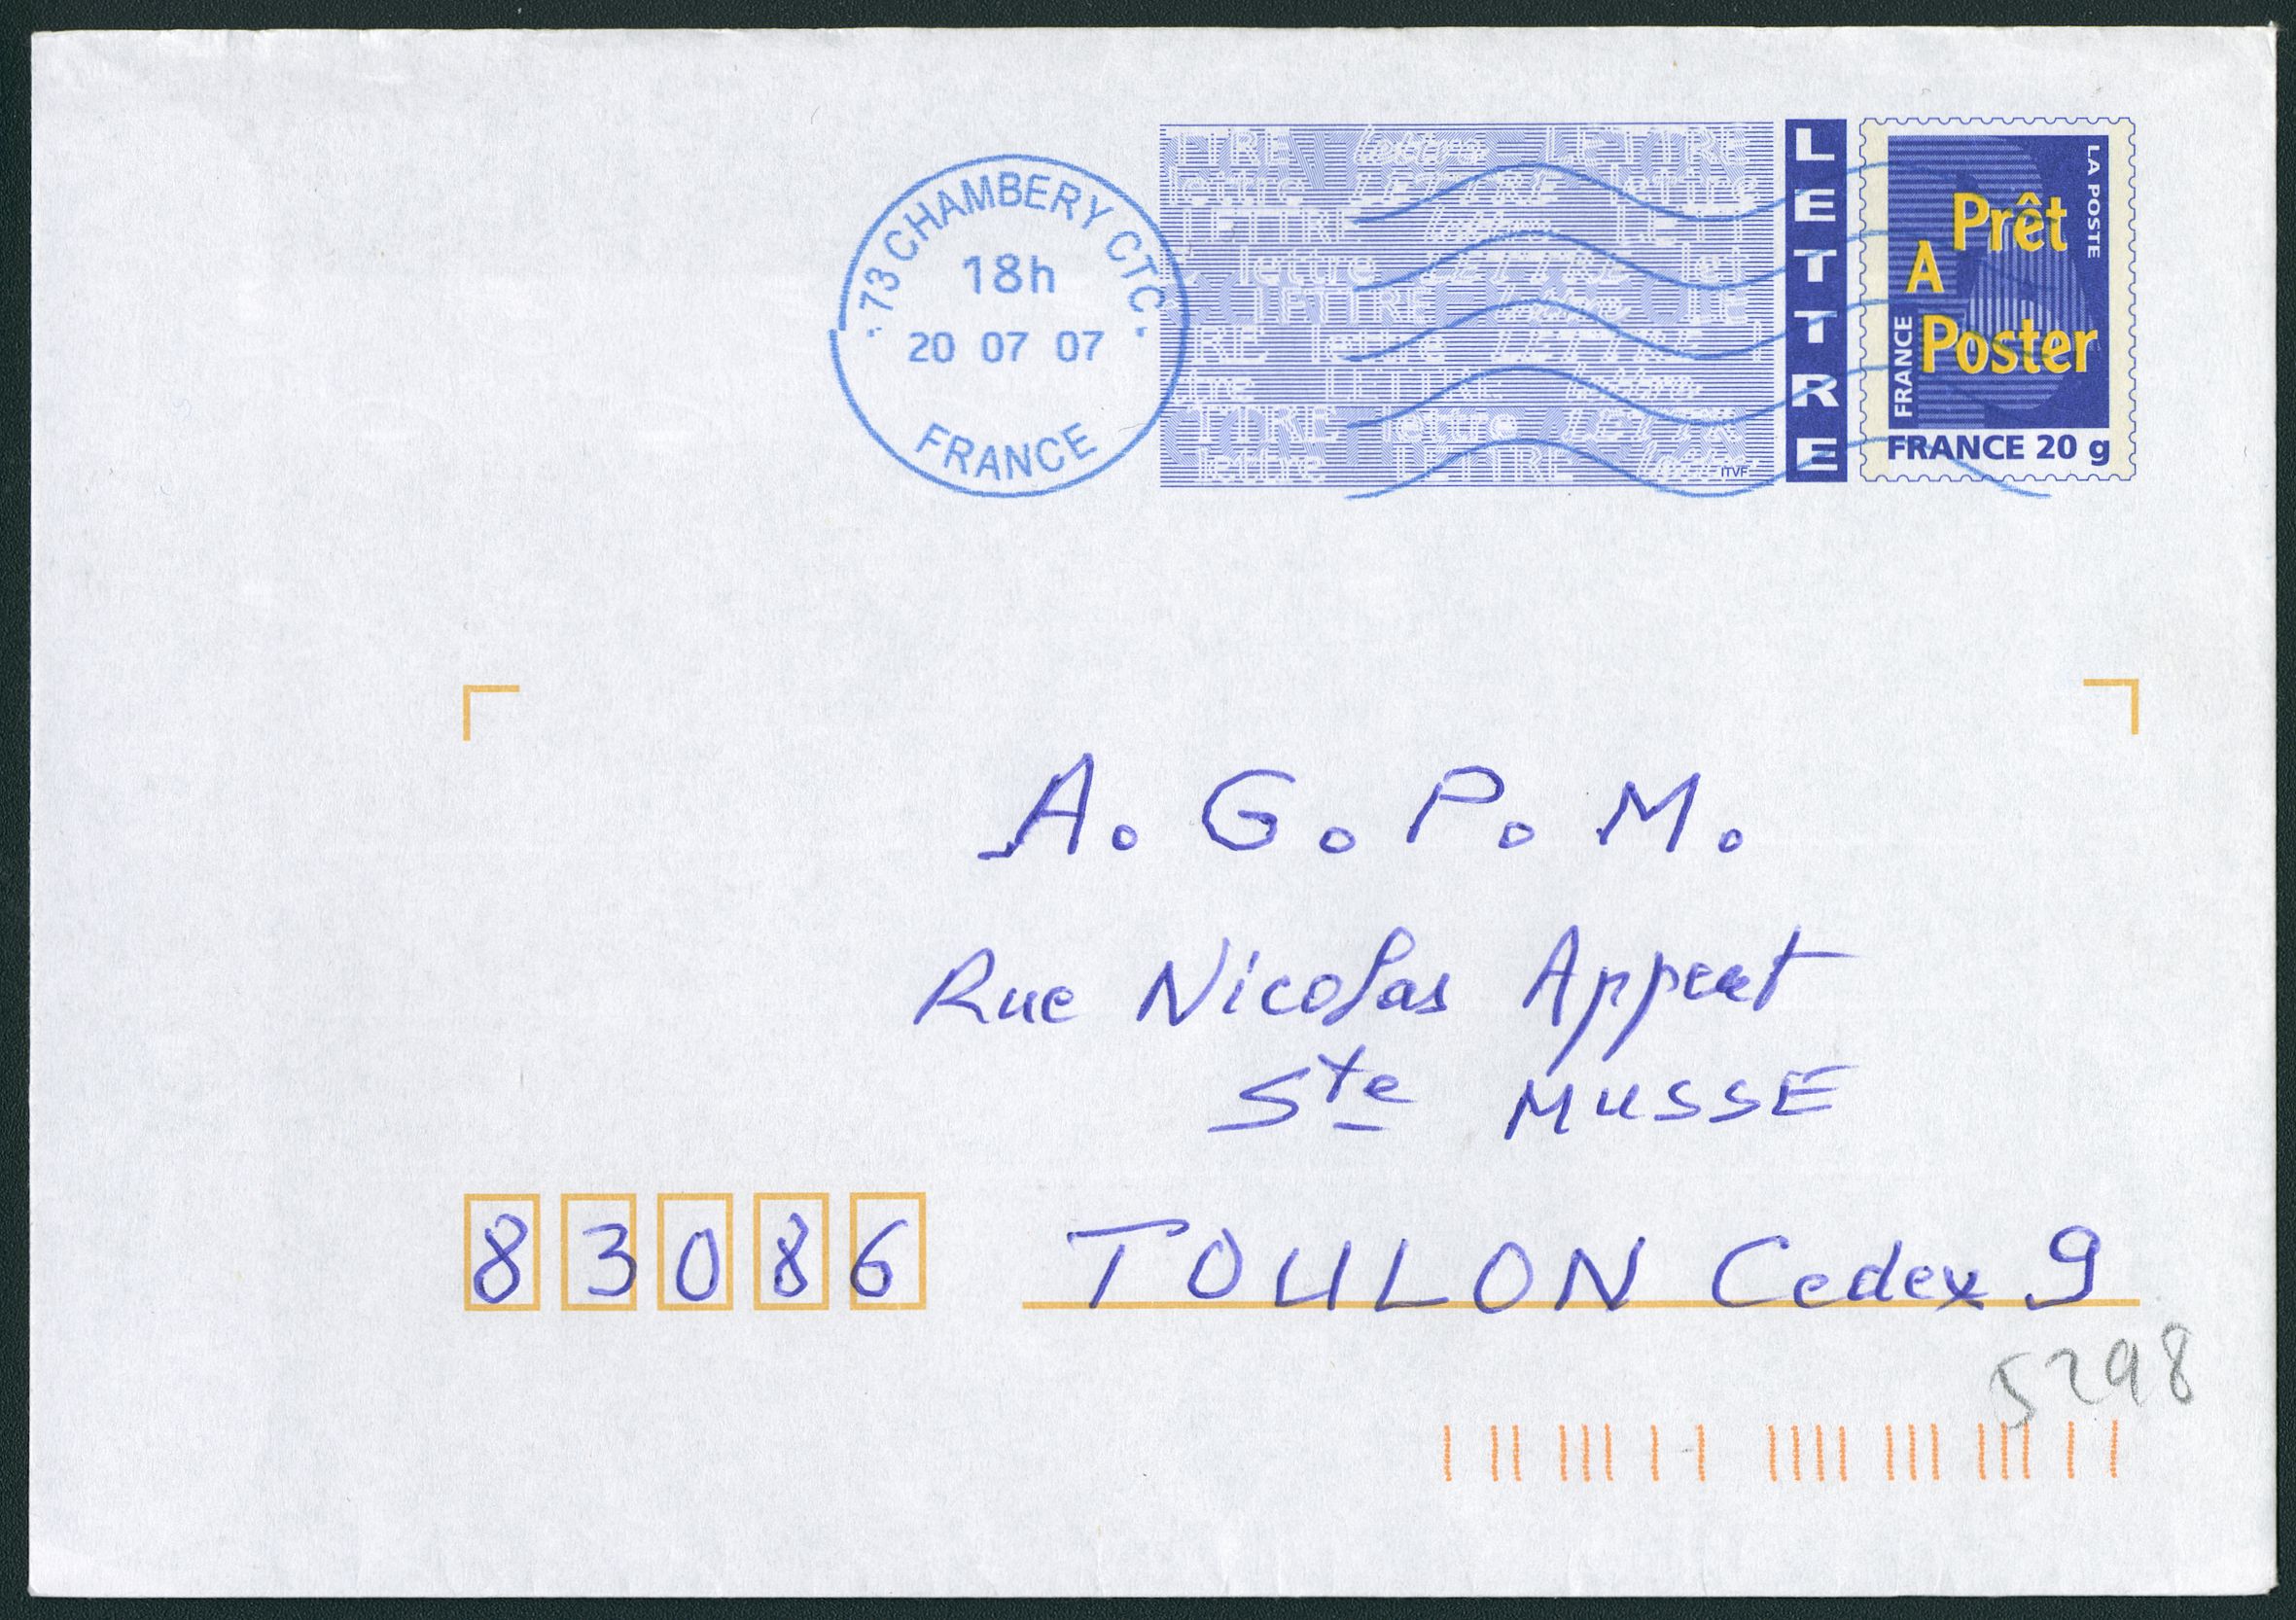 73 CHAMBERY CTC
18h
20 07 07
FRANCE
LETTRE
LA POSTE
Prêt
A
Poster
FRANCE
FRANCE 20 g
ITVF
A. G. P. M.
Rue Nicolas Appert
Ste MUSSE
83086 TOULON Cedex 9
5298